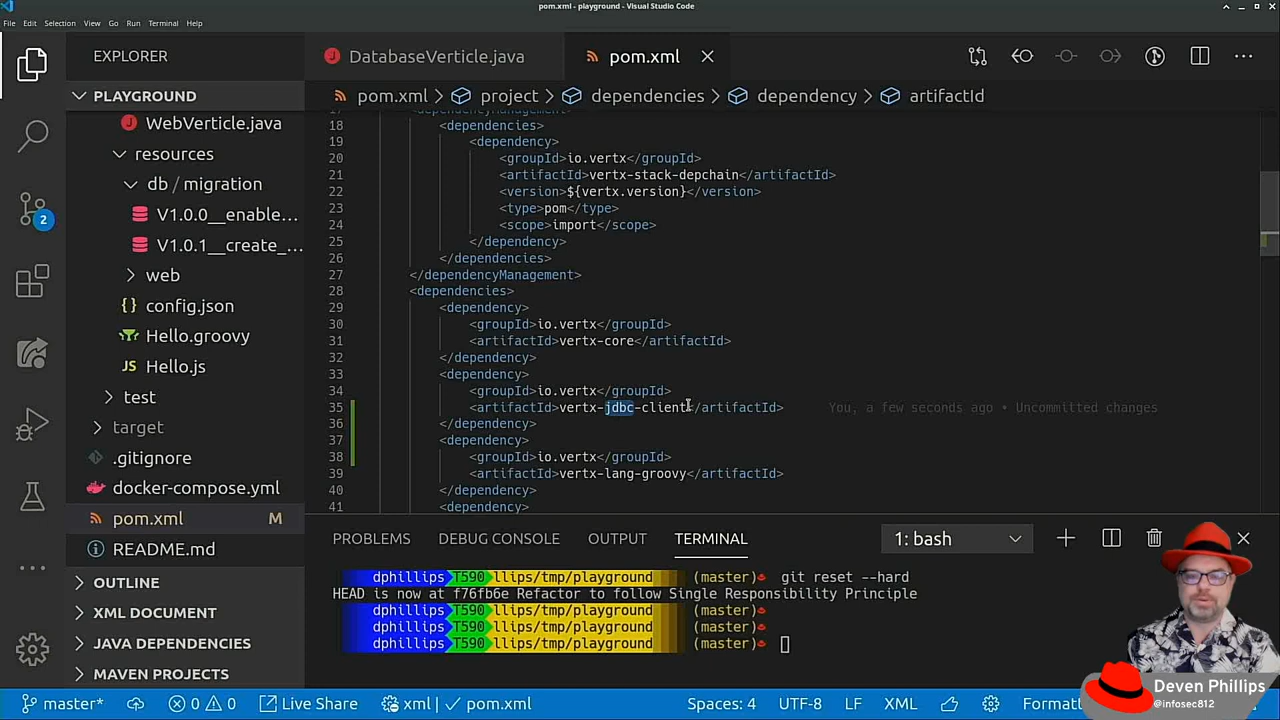 pom.xml - playground - Visual Studio Code
File Edit Selection View Go Run Terminal Help
EXPLORER
DatabaseVerticle.java
pom.xml
PLAYGROUND
pom.xml
project
dependencies
dependency
artifactId
WebVerticle.java
resources
db / migration
V1.0.0__enable...
V1.0.1__create_...
web
config.json
Hello.groovy
JS Hello.js
test
target
.gitignore
docker-compose.yml
pom.xml M
README.md
OUTLINE
XML DOCUMENT
JAVA DEPENDENCIES
MAVEN PROJECTS
2
17 <dependencyManagement>
18 <dependencies>
19 <dependency>
20 <groupId>io.vertx</groupId>
21 <artifactId>vertx-stack-depchain</artifactId>
22 <version>${vertx.version}</version>
23 <type>pom</type>
24 <scope>import</scope>
25 </dependency>
26 </dependencies>
27 </dependencyManagement>
28 <dependencies>
29 <dependency>
30 <groupId>io.vertx</groupId>
31 <artifactId>vertx-core</artifactId>
32 </dependency>
33 <dependency>
34 <groupId>io.vertx</groupId>
35 <artifactId>vertx-jdbc-client</artifactId> You, a few seconds ago • Uncommitted changes
36 </dependency>
37 <dependency>
38 <groupId>io.vertx</groupId>
39 <artifactId>vertx-lang-groovy</artifactId>
40 </dependency>
41 <dependency>
PROBLEMS DEBUG CONSOLE OUTPUT TERMINAL 1: bash
dphillips T590 llips/tmp/playground (master) git reset --hard
HEAD is now at f76fb6e Refactor to follow Single Responsibility Principle
dphillips T590 llips/tmp/playground (master)
dphillips T590 llips/tmp/playground (master)
dphillips T590 llips/tmp/playground (master)
Deven Phillips
@infosec812
master* 0 0 Live Share xml pom.xml Spaces: 4 UTF-8 LF XML